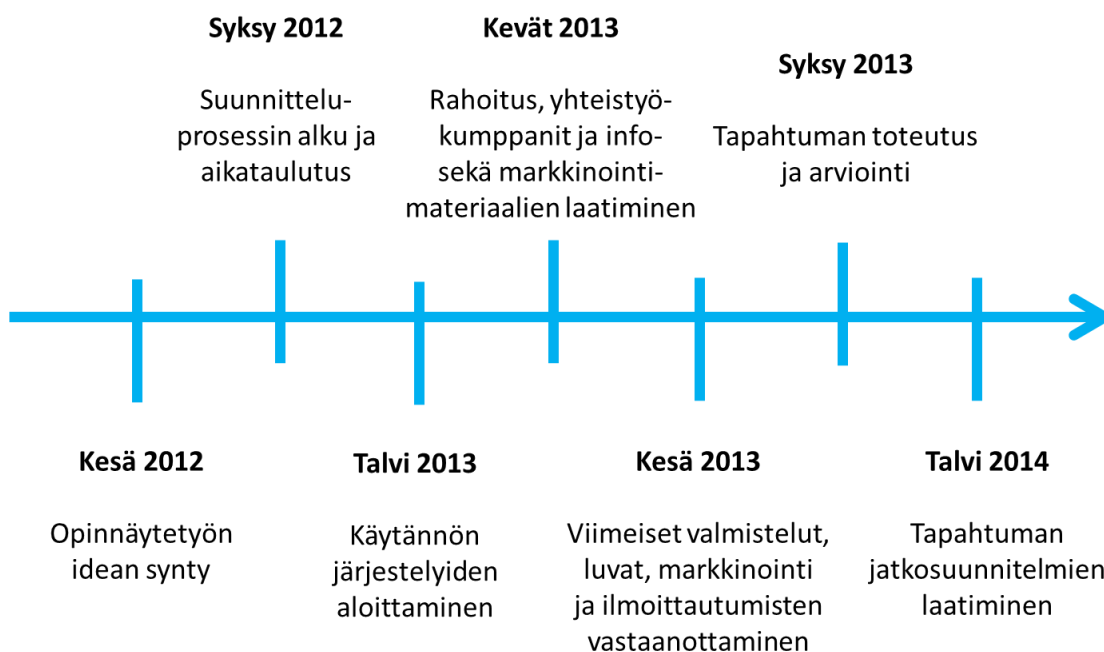 Syksy 2012
Suunnittelu-
prosessin alku ja
aikataulutus
Kevät 2013
Rahoitus, yhteistyö-
kumppanit ja info-
sekä markkinointi-
materiaalien laatiminen
Syksy 2013
Tapahtuman toteutus
ja arviointi
Kesä 2012
Opinnäytetyön
idean synty
Talvi 2013
Käytännön
järjestelyiden
aloittaminen
Kesä 2013
Viimeiset valmistelut,
luvat, markkinointi
ja ilmoittautumisten
vastaanottaminen
Talvi 2014
Tapahtuman
jatkosuunnitelmien
laatiminen